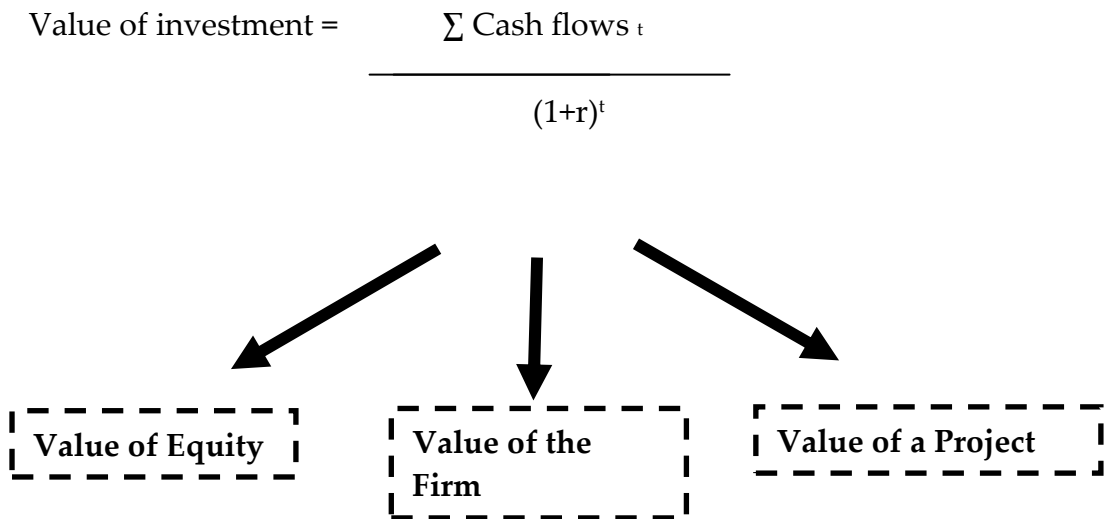 Value of investment = ∑ Cash flows t
(1+r)t
Value of Equity
Value of the
Firm
Value of a Project